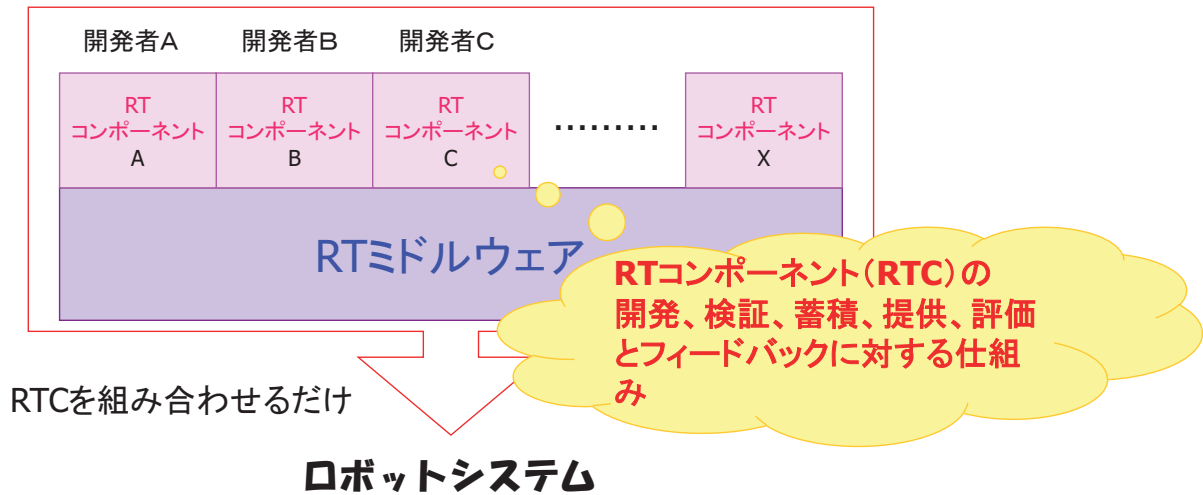 開発者A 開発者B 開発者C
RT
コンポーネント
A
RT
コンポーネント
B
RT
コンポーネント
C
………
RT
コンポーネント
X
RTミドルウェア
RTコンポーネント（RTC）の
開発、検証、蓄積、提供、評価
とフィードバックに対する仕組
み
RTCを組み合わせるだけ
ロボットシステム